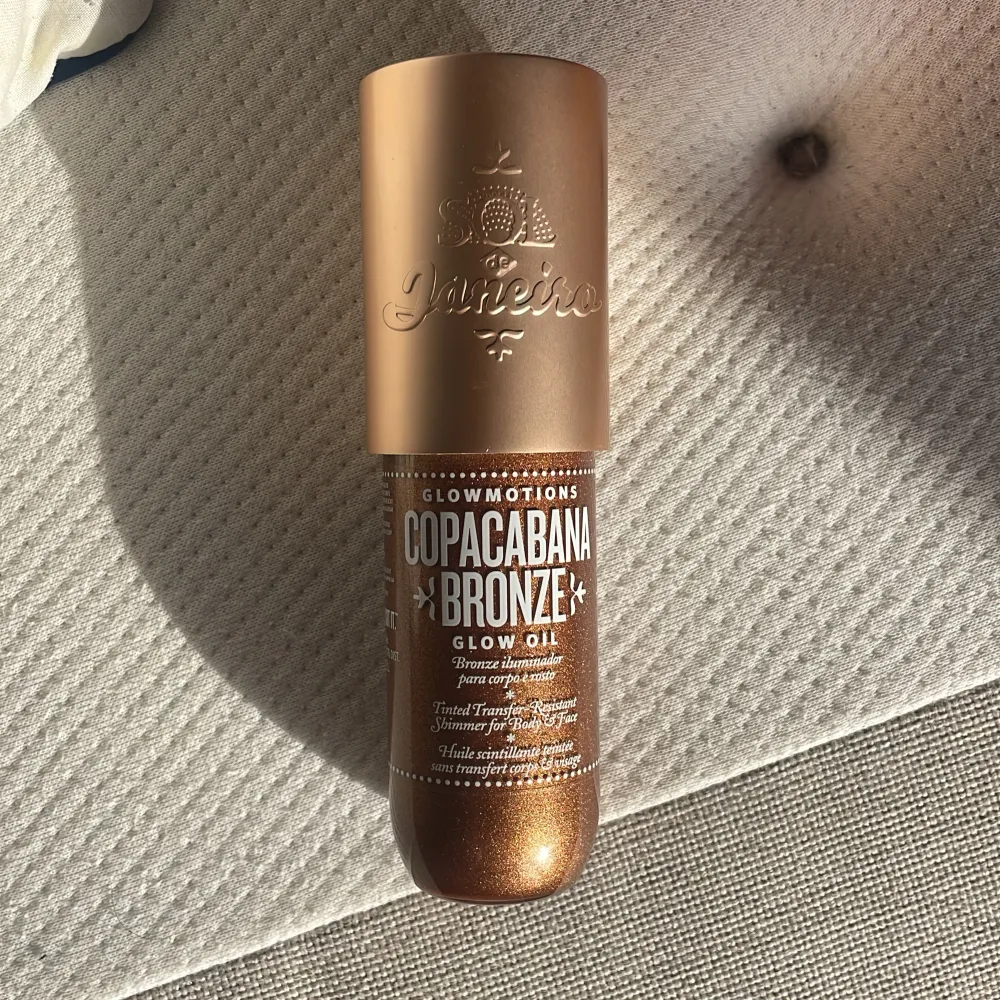 SOL
de
Janeiro
GLOWMOTIONS
COPACABANA
BRONZE
GLOW OIL
Bronze iluminador
para corpo e rosto
*
Tinted Transfer-Resistant
Shimmer for Body & Face
*
Huile scintillante teintée
sans transfert corps & visage